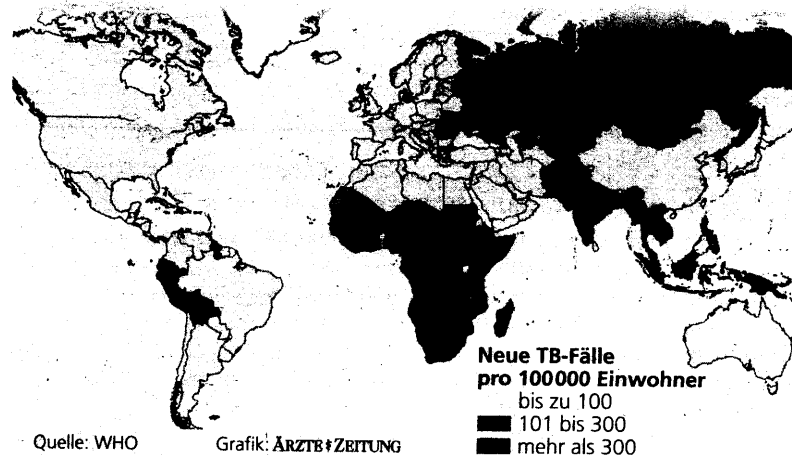 Neue TB-Fälle
pro 100000 Einwohner
bis zu 100
101 bis 300
mehr als 300
Quelle: WHO
Grafik: ÄRZTE ZEITUNG